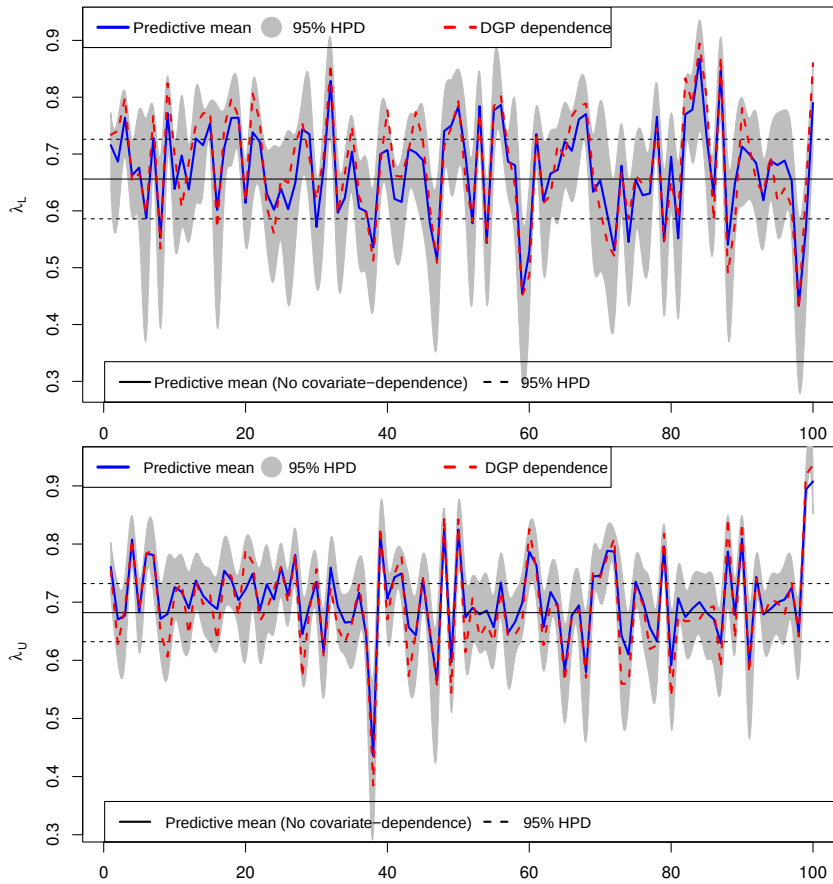 Predictive mean 95% HPD DGP dependence
0.9
0.8
0.7
0.6
0.5
0.4
0.3
λL
Predictive mean (No covariate−dependence) 95% HPD
0 20 40 60 80 100
Predictive mean 95% HPD DGP dependence
0.9
0.8
0.7
0.6
0.5
0.4
0.3
λU
Predictive mean (No covariate−dependence) 95% HPD
0 20 40 60 80 100